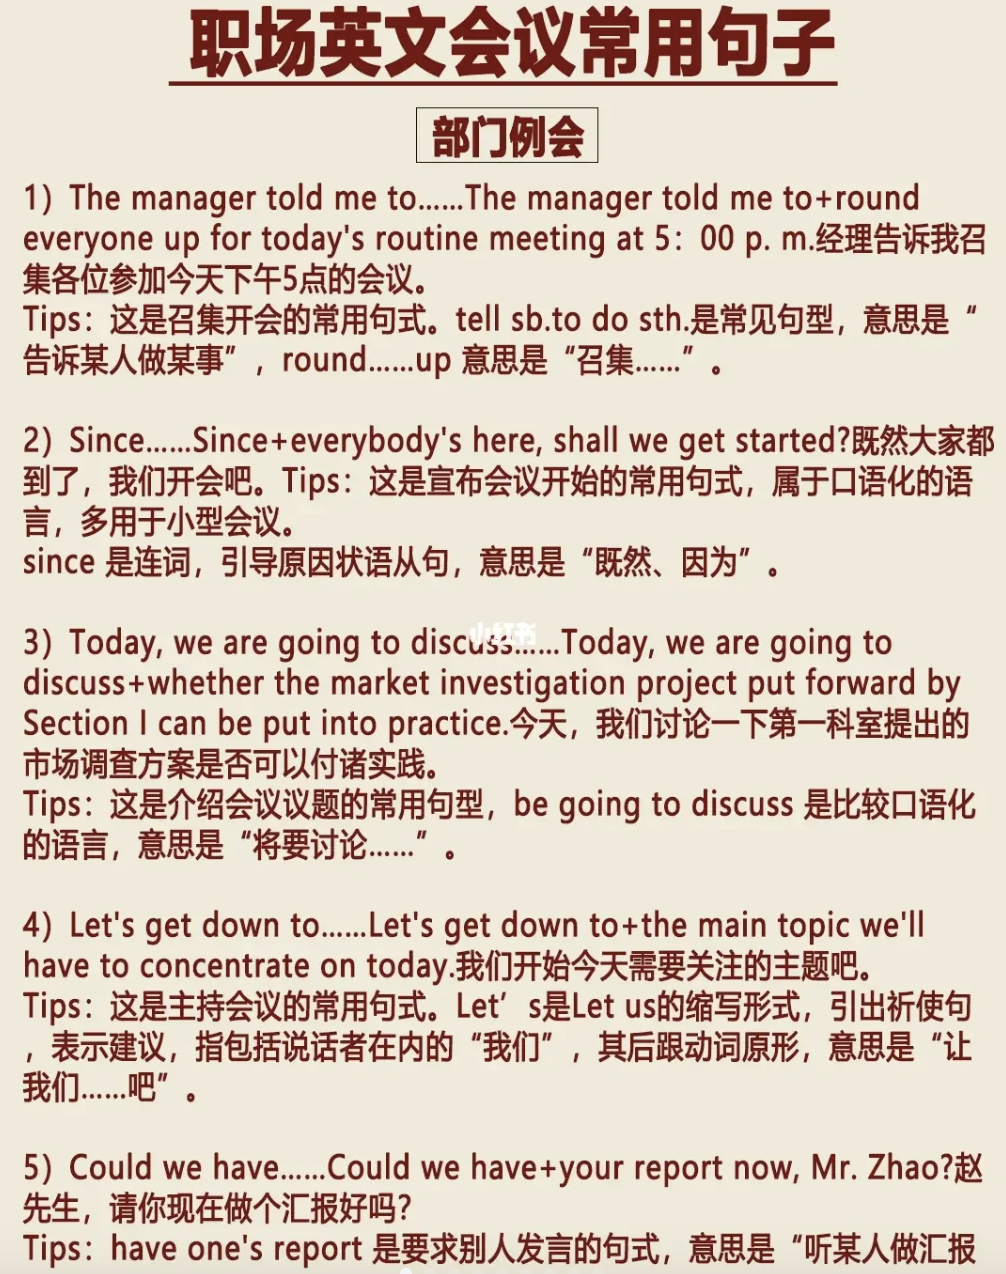 职场英文会议常用句子
部门例会
1）The manager told me to……The manager told me to+round
everyone up for today's routine meeting at 5：00 p. m.经理告诉我召
集各位参加今天下午5点的会议。
Tips：这是召集开会的常用句式。tell sb.to do sth.是常见句型，意思是“
告诉某人做某事”，round……up 意思是“召集……”。
2）Since……Since+everybody's here, shall we get started?既然大家都
到了，我们开会吧。Tips：这是宣布会议开始的常用句式，属于口语化的语
言，多用于小型会议。
since 是连词，引导原因状语从句，意思是“既然、因为”。
3）Today, we are going to discuss……Today, we are going to
小红书
discuss+whether the market investigation project put forward by
Section I can be put into practice.今天，我们讨论一下第一科室提出的
市场调查方案是否可以付诸实践。
Tips：这是介绍会议议题的常用句型，be going to discuss 是比较口语化
的语言，意思是“将要讨论……”。
4）Let's get down to……Let's get down to+the main topic we'll
have to concentrate on today.我们开始今天需要关注的主题吧。
Tips：这是主持会议的常用句式。Let’s是Let us的缩写形式，引出祈使句
，表示建议，指包括说话者在内的“我们”，其后跟动词原形，意思是“让
我们……吧”。
5）Could we have……Could we have+your report now, Mr. Zhao?赵
先生，请你现在做个汇报好吗？
Tips：have one's report 是要求别人发言的句式，意思是“听某人做汇报